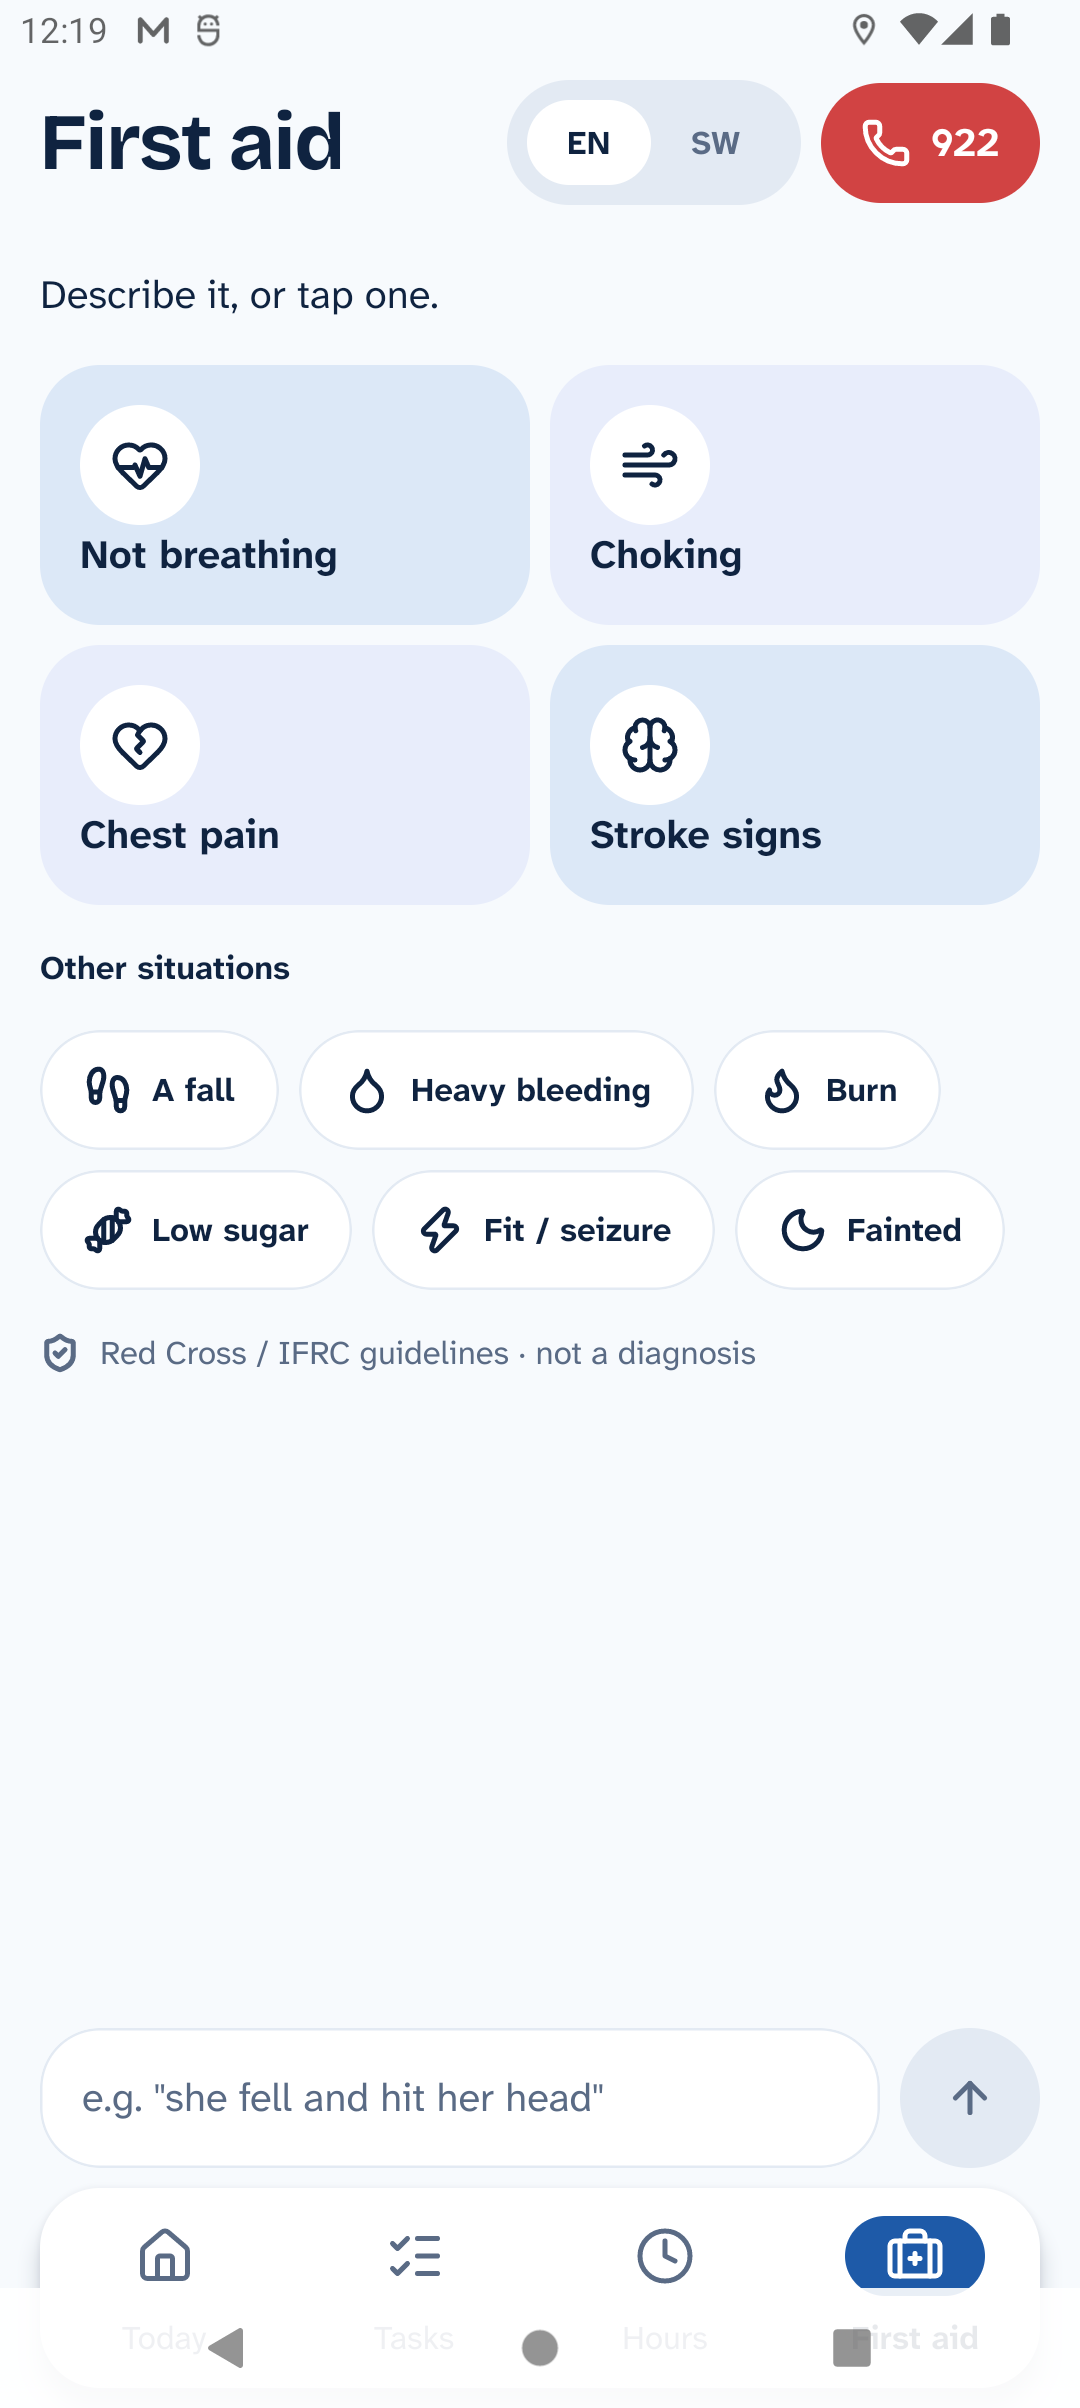 12:19
First aid
EN SW 922
Describe it, or tap one.
Not breathing Choking
Chest pain Stroke signs
Other situations
A fall Heavy bleeding Burn
Low sugar Fit / seizure Fainted
Red Cross / IFRC guidelines · not a diagnosis
e.g. "she fell and hit her head"
Today Tasks Hours First aid